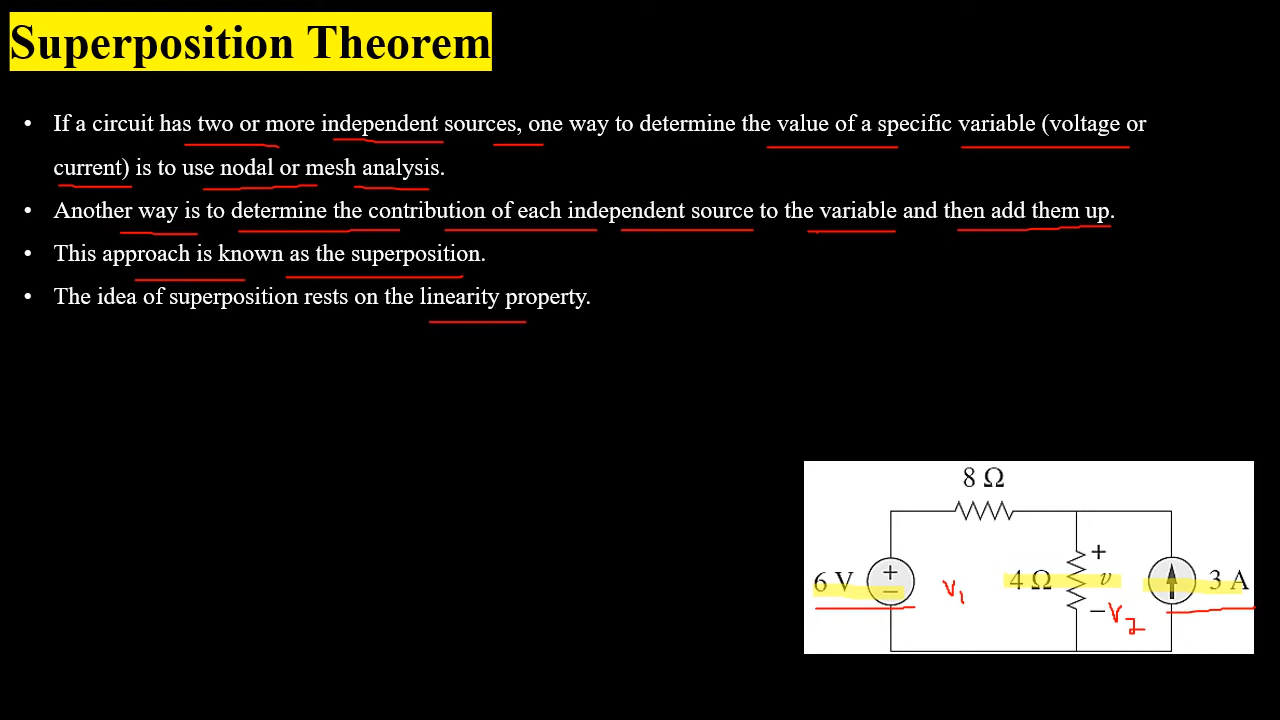 Superposition Theorem
• If a circuit has two or more independent sources, one way to determine the value of a specific variable (voltage or
current) is to use nodal or mesh analysis.
• Another way is to determine the contribution of each independent source to the variable and then add them up.
• This approach is known as the superposition.
• The idea of superposition rests on the linearity property.
8 Ω
+
6 V + − V1 4 Ω v 3 A
− V2